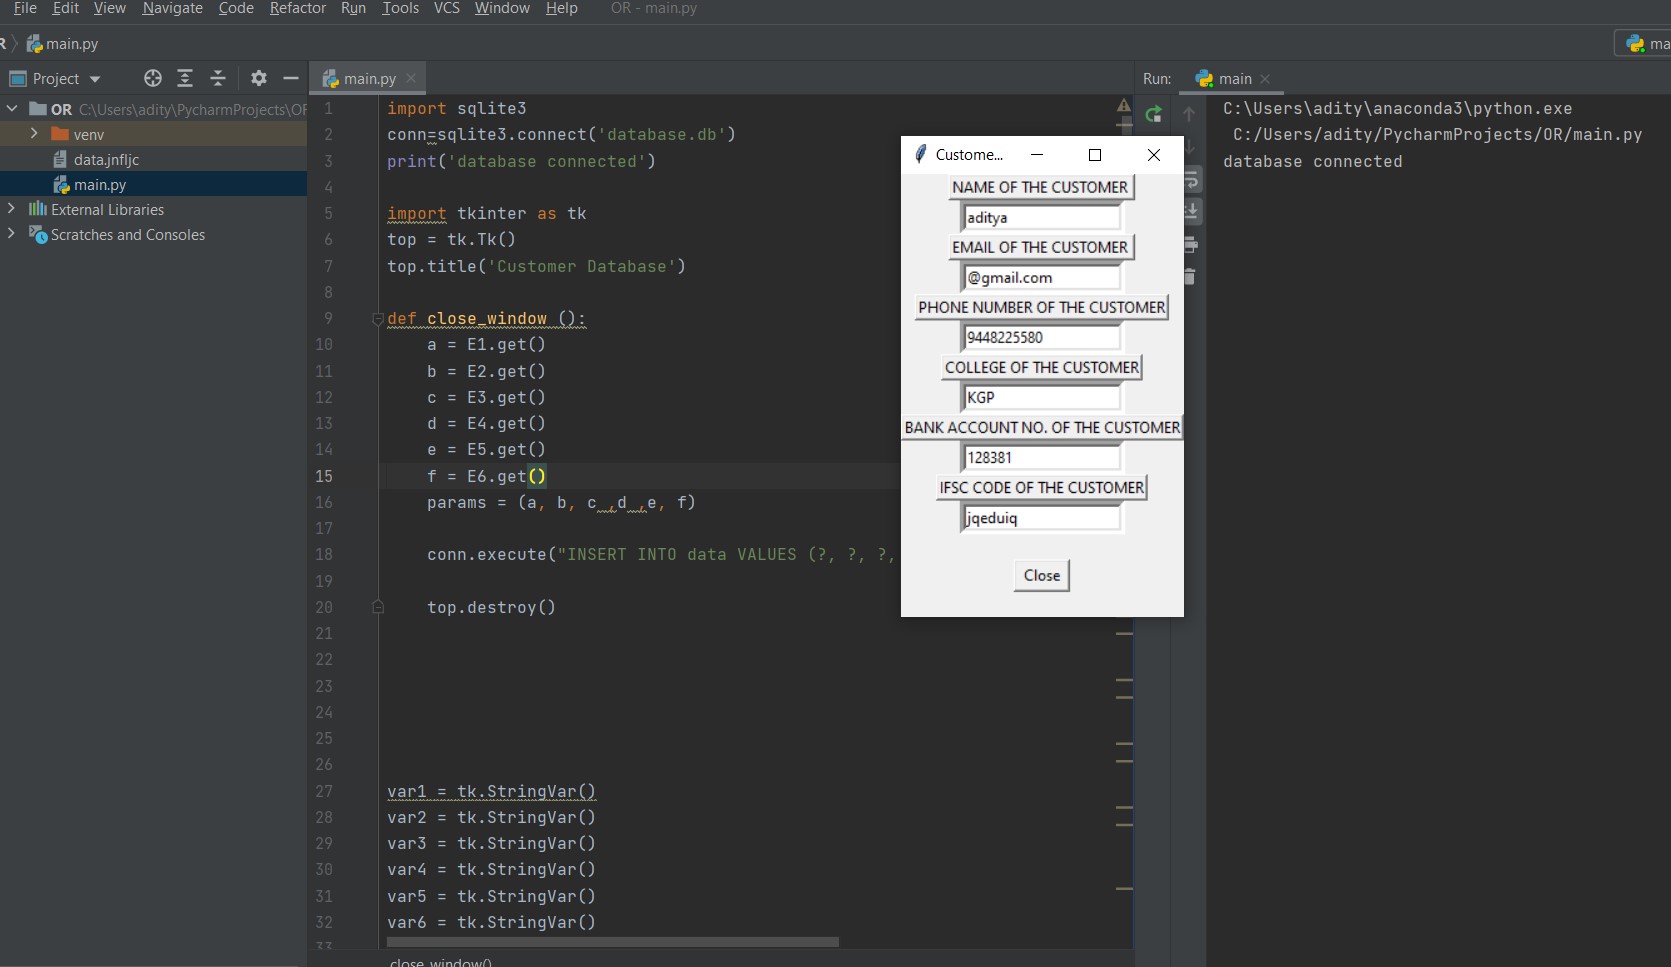 File Edit View Navigate Code Refactor Run Tools VCS Window Help OR - main.py
R main.py
Project
main.py
Run: main
OR C:\Users\adity\PycharmProjects\OR
venv
data.jnfljc
main.py
External Libraries
Scratches and Consoles
1 import sqlite3
2 conn=sqlite3.connect('database.db')
3 print('database connected')
4
5 import tkinter as tk
6 top = tk.Tk()
7 top.title('Customer Database')
8
9 def close_window ():
10 a = E1.get()
11 b = E2.get()
12 c = E3.get()
13 d = E4.get()
14 e = E5.get()
15 f = E6.get()
16 params = (a, b, c ,d ,e, f)
17
18 conn.execute("INSERT INTO data VALUES (?, ?, ?,
19
20 top.destroy()
21
22
23
24
25
26
27 var1 = tk.StringVar()
28 var2 = tk.StringVar()
29 var3 = tk.StringVar()
30 var4 = tk.StringVar()
31 var5 = tk.StringVar()
32 var6 = tk.StringVar()
33
close_window()
Custome...
NAME OF THE CUSTOMER
aditya
EMAIL OF THE CUSTOMER
@gmail.com
PHONE NUMBER OF THE CUSTOMER
9448225580
COLLEGE OF THE CUSTOMER
KGP
BANK ACCOUNT NO. OF THE CUSTOMER
128381
IFSC CODE OF THE CUSTOMER
jqeduiq
Close
C:\Users\adity\anaconda3\python.exe
C:/Users/adity/PycharmProjects/OR/main.py
database connected
ma